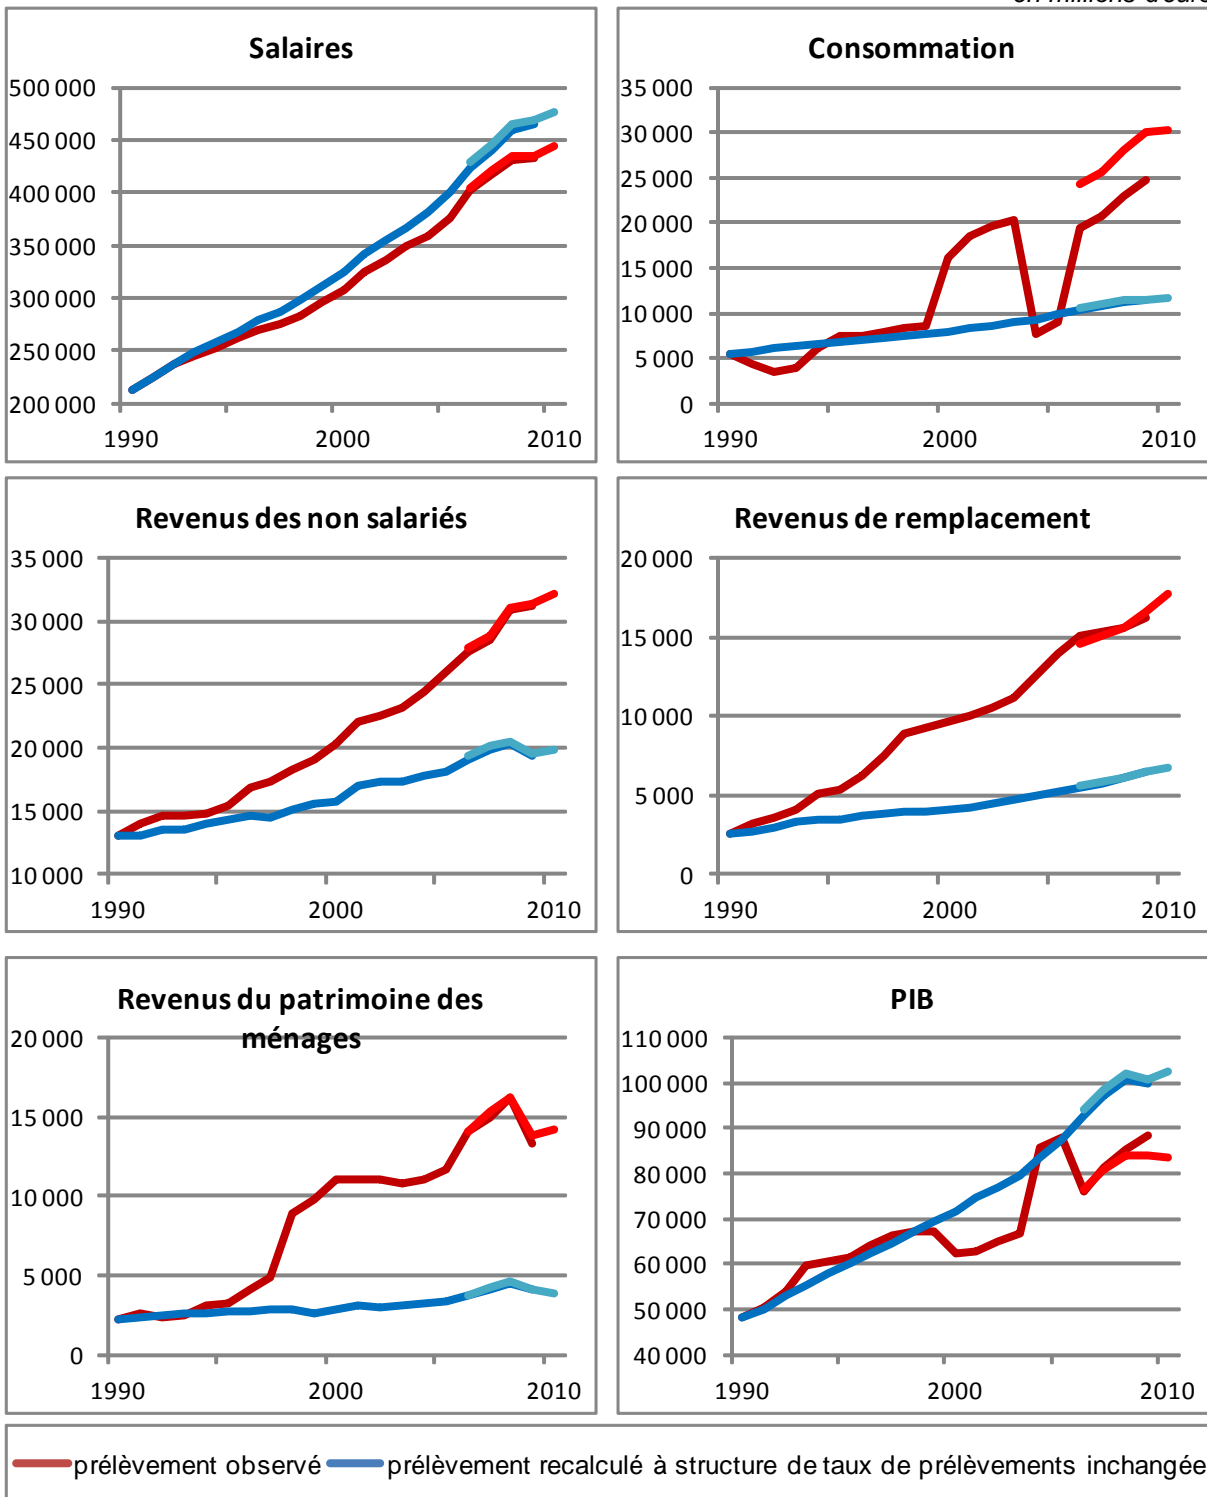 en millions d'euro
Salaires
500 000
450 000
400 000
350 000
300 000
250 000
200 000
1990 2000 2010
Consommation
35 000
30 000
25 000
20 000
15 000
10 000
5 000
0
1990 2000 2010
Revenus des non salariés
35 000
30 000
25 000
20 000
15 000
10 000
1990 2000 2010
Revenus de remplacement
20 000
15 000
10 000
5 000
0
1990 2000 2010
Revenus du patrimoine des
ménages
20 000
15 000
10 000
5 000
0
1990 2000 2010
PIB
110 000
100 000
90 000
80 000
70 000
60 000
50 000
40 000
1990 2000 2010
prélèvement observé prélèvement recalculé à structure de taux de prélèvements inchangée